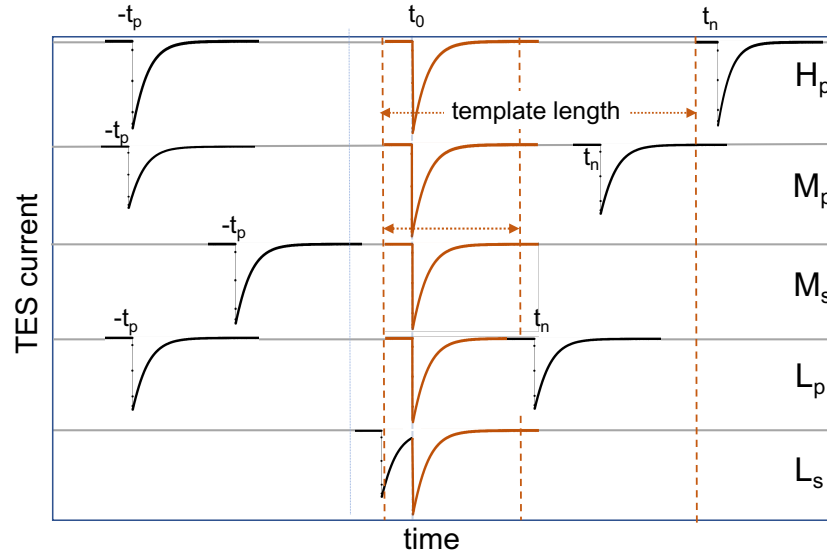 -tₚ t₀ tₙ
Hₚ
template length
-tₚ
tₙ
Mₚ
-tₚ
Mₛ
-tₚ tₙ
Lₚ
Lₛ
TES current
time